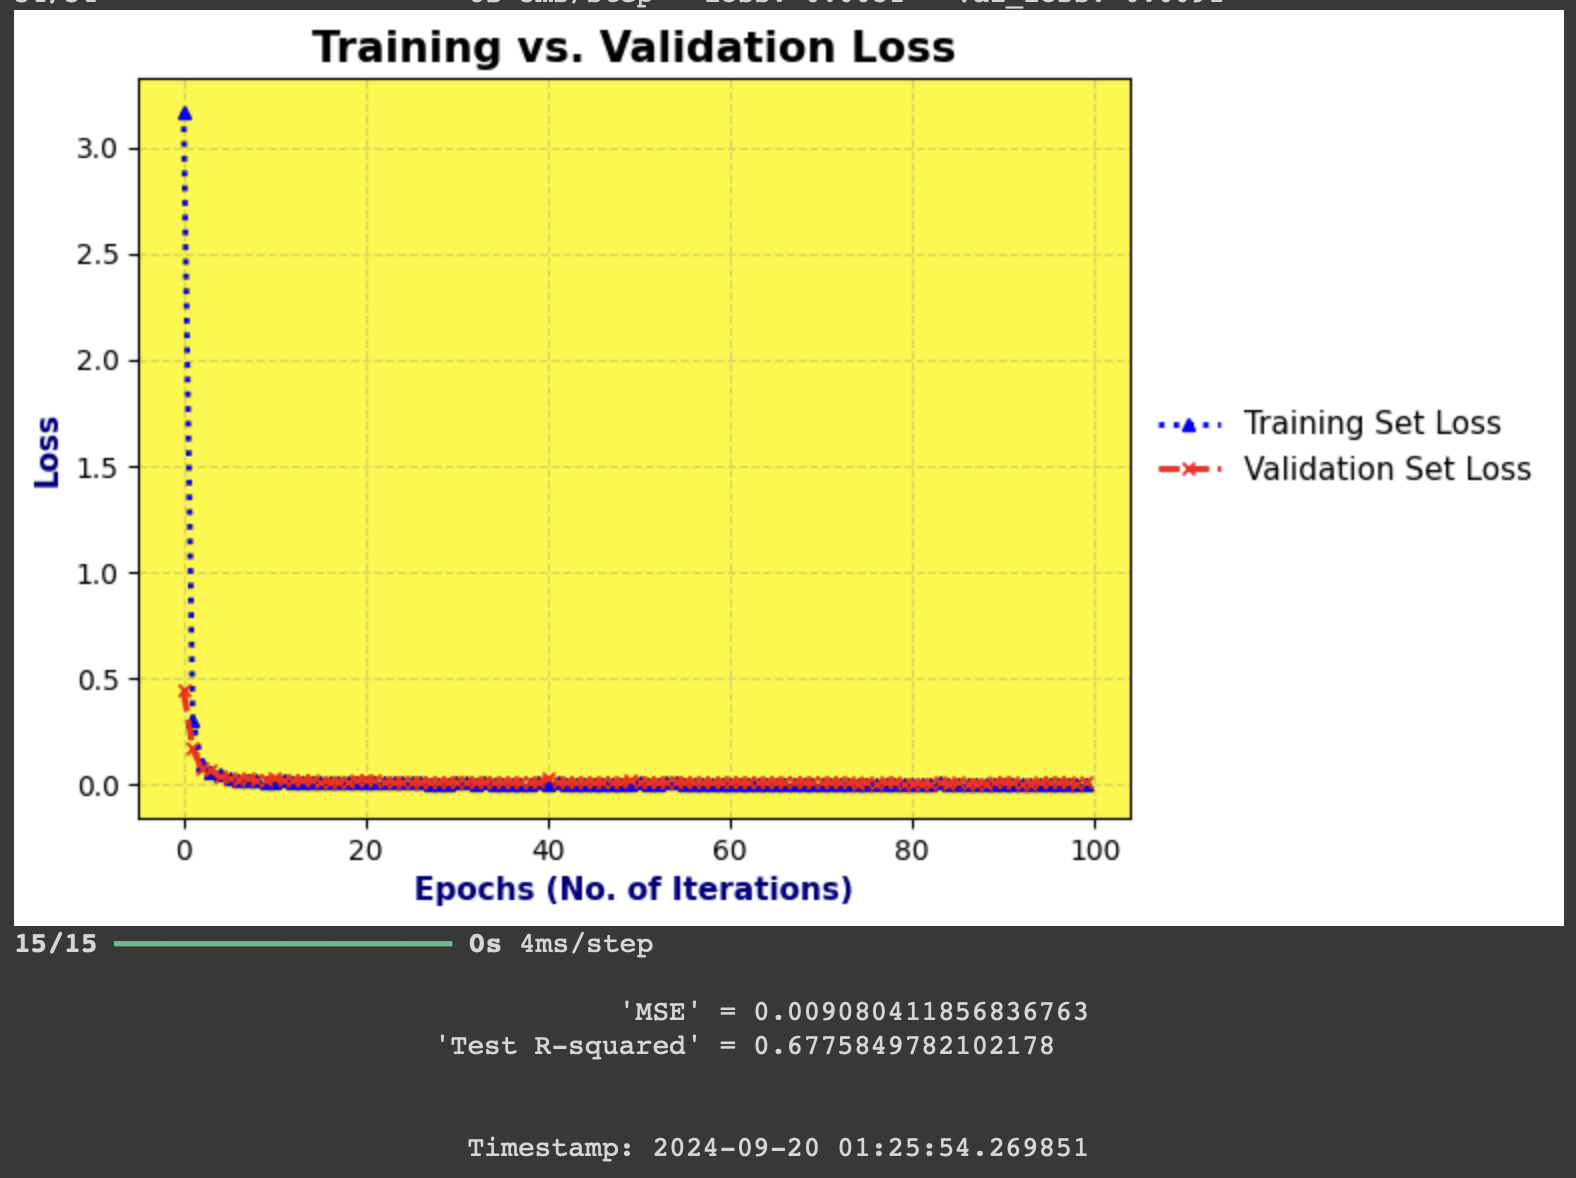 Training vs. Validation Loss
3.0
2.5
2.0
1.5
1.0
0.5
0.0
Loss
0 20 40 60 80 100
Epochs (No. of Iterations)
Training Set Loss
Validation Set Loss
15/15 0s 4ms/step
'MSE' = 0.009080411856836763
'Test R-squared' = 0.6775849782102178
Timestamp: 2024-09-20 01:25:54.269851